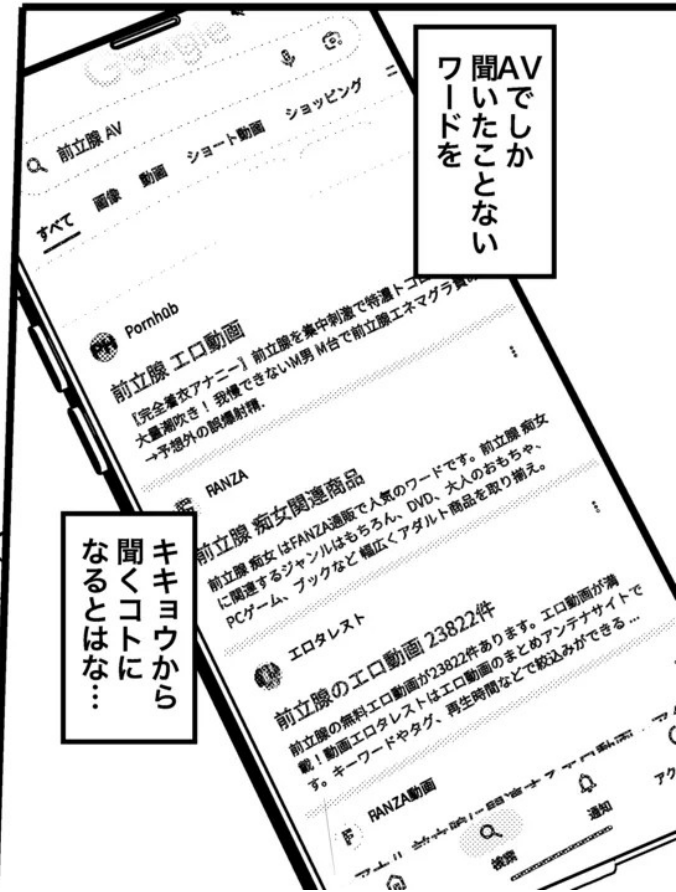 AVでしか
聞いたことない
ワードを
Google
前立腺 AV
すべて 画像 動画 ショート動画 ショッピング
Pornhub
前立腺 エロ動画
【完全着衣アナニー】前立腺を集中刺激で特濃トコロ
大量潮吹き！ 我慢できないM男 M台で前立腺エネマグラ責め
→予想外の誤爆射精.
FANZA
前立腺 痴女関連商品
前立腺 痴女 はFANZA通販で人気のワードです。前立腺 痴女
に関連するジャンルはもちろん、DVD、大人のおもちゃ、
PCゲーム、ブックなど 幅広くアダルト商品を取り揃え。
エロタレスト
前立腺のエロ動画 23822件
前立腺の無料エロ動画が23822件あります。エロ動画が満
載！動画エロタレストはエロ動画のまとめアンテナサイトで
す。キーワードやタグ、再生時間などで絞込みができる ...
FANZA動画
検索
通知
アク
キキョウから
聞くコトに
なるとはな…